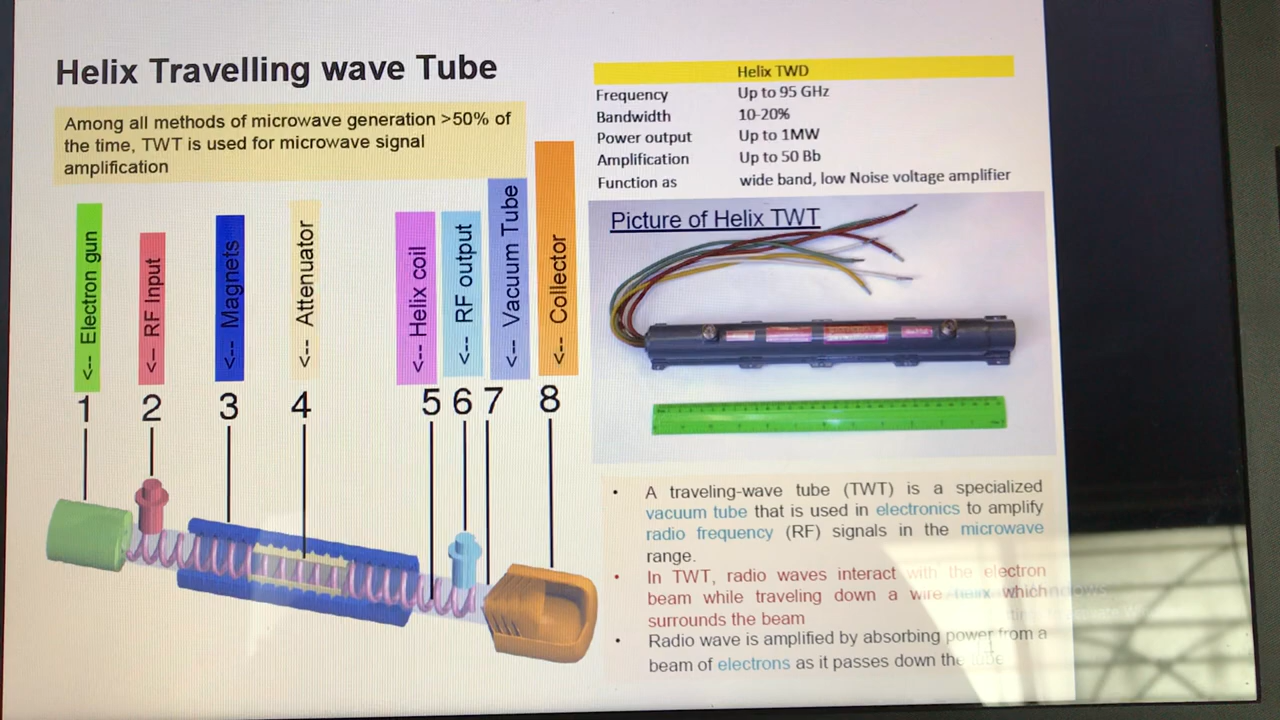 Helix Travelling wave Tube
Among all methods of microwave generation >50% of
the time, TWT is used for microwave signal
amplification
<-- Electron gun
<-- RF Input
<-- Magnets
<-- Attenuator
<-- Helix coil
<-- RF output
<-- Vacuum Tube
<-- Collector
1 2 3 4 5 6 7 8
Helix TWD
Frequency Up to 95 GHz
Bandwidth 10-20%
Power output Up to 1MW
Amplification Up to 50 Bb
Function as wide band, low Noise voltage amplifier
Picture of Helix TWT
• A traveling-wave tube (TWT) is a specialized
vacuum tube that is used in electronics to amplify
radio frequency (RF) signals in the microwave
range.
• In TWT, radio waves interact with the electron
beam while traveling down a wire helix which
surrounds the beam
• Radio wave is amplified by absorbing power from a
beam of electrons as it passes down the tube